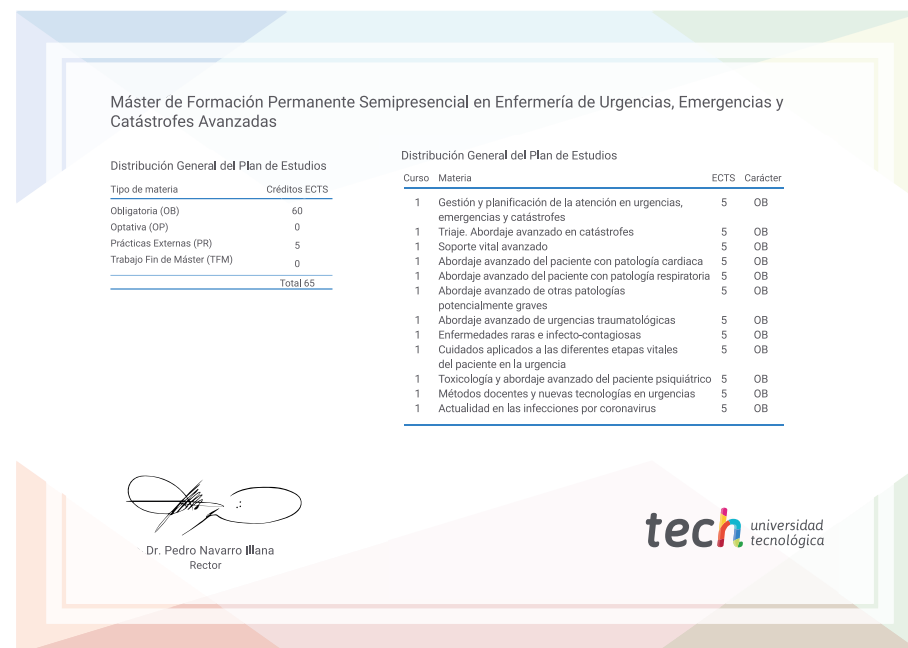 Máster de Formación Permanente Semipresencial en Enfermería de Urgencias, Emergencias y
Catástrofes Avanzadas
Distribución General del Plan de Estudios
Tipo de materia Créditos ECTS
Obligatoria (OB) 60
Optativa (OP) 0
Prácticas Externas (PR) 5
Trabajo Fin de Máster (TFM) 0
Total 65
Distribución General del Plan de Estudios
Curso Materia ECTS Carácter
1 Gestión y planificación de la atención en urgencias, 5 OB
emergencias y catástrofes
1 Triaje. Abordaje avanzado en catástrofes 5 OB
1 Soporte vital avanzado 5 OB
1 Abordaje avanzado del paciente con patología cardiaca 5 OB
1 Abordaje avanzado del paciente con patología respiratoria 5 OB
1 Abordaje avanzado de otras patologías 5 OB
potencialmente graves
1 Abordaje avanzado de urgencias traumatológicas 5 OB
1 Enfermedades raras e infecto-contagiosas 5 OB
1 Cuidados aplicados a las diferentes etapas vitales 5 OB
del paciente en la urgencia
1 Toxicología y abordaje avanzado del paciente psiquiátrico 5 OB
1 Métodos docentes y nuevas tecnologías en urgencias 5 OB
1 Actualidad en las infecciones por coronavirus 5 OB
Dr. Pedro Navarro Illana
Rector
tech universidad
tecnológica